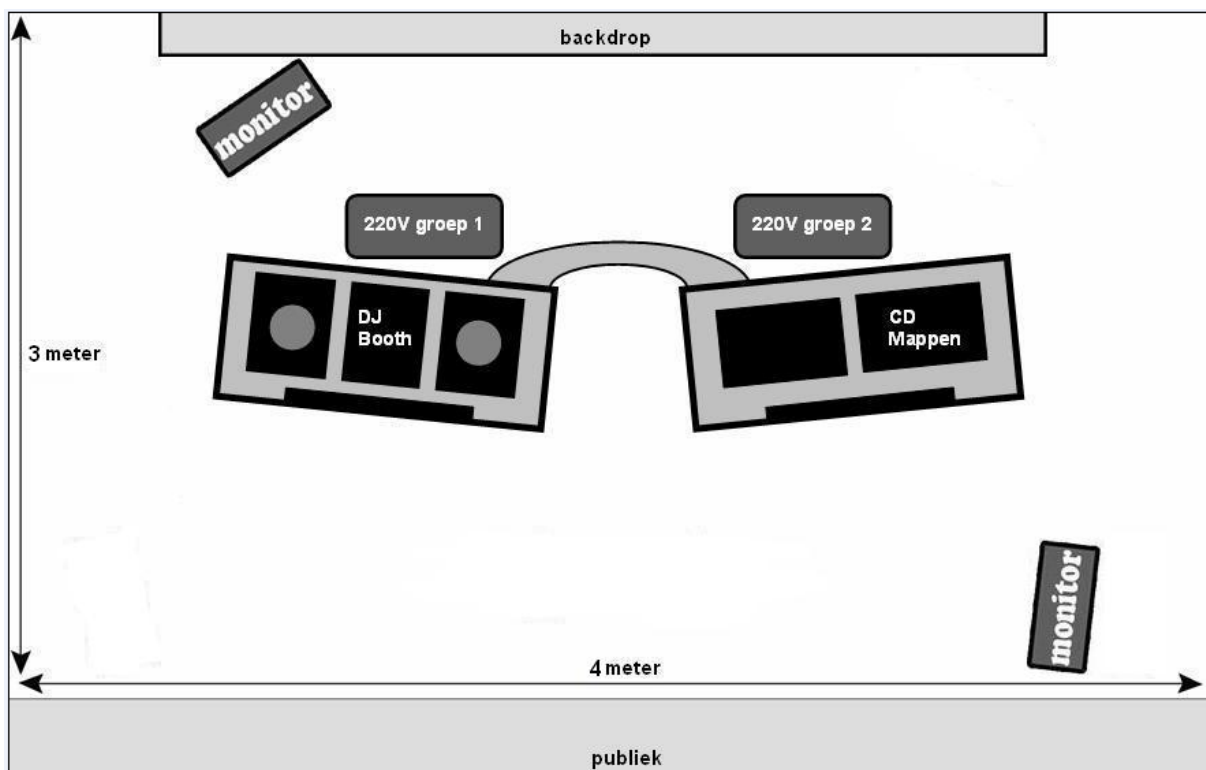 backdrop
monitor
220V groep 1
220V groep 2
DJ
Booth
CD
Mappen
3 meter
monitor
4 meter
publiek